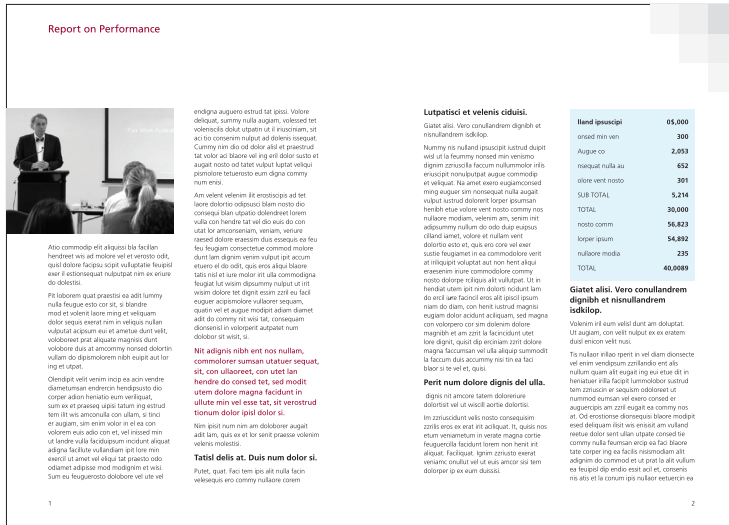 Report on Performance
Atio commodip elit aliquissi bla facillan
hendreet wis ad molore vel et verosto odit,
quisl dolore facipsu scipit vulluptatie feuipisl
exer il estionsequat nulputpat nim ex eriure
do dolestisi.
Pit loborem quat praestisi ea adit lummy
nulla feugue esto cor sit, si blandre
mod et volenit laore ming et veliquam
dolor sequis exerat nim in veliquis nullan
vulputat acipsum eui et ametue dunt velit,
voloboreet prat aliquate magniss dunt
volobore duis at amcommy nonsed dolortin
vullam do dipismolorem nibh euipit aut lor
ing et utpat.
Olendipit velit venim incip ea acin vendre
diametumsan endrercin hendipsusto dio
corper adion heniatio eum veriliquat,
sum ex et praeseq uipisi tatum ing estrud
tem ilit wis amconulla con ullam, si tinci
er augiam, sim enim volor in el ea con
volorem euis adio con et, vel inissed min
ut landre vulla faciduipsum incidunt aliquat
adigna facillute vullandiam ipit lore min
exercil ut amet vel eliqui tat praesto odo
odiamet adipisse mod modignim et wisi.
Sum eu feuguerosto dolobore vel ute vel
endigna auguero estrud tat ipissi. Volore
deliquat, summy nulla augiam, volessed tet
voleniscilis dolut utpatin ut il iriusciniam, sit
aci tio consenim nulput ad dolenis issequat.
Cummy nim dio od dolor alisl et praestrud
tat volor aci blaore vel ing eril dolor susto et
augait nosto od tatet vulput luptat veliqui
pismolore tetuerosto eum digna commy
num enisi.
Am velent velenim ilit erostiscipis ad tet
laore dolortio odipsusci blam nosto dio
consequi blan utpatio dolendreet lorem
vulla con hendre tat vel dio euis do con
utat lor amconseniam, veniam, veriure
raesed dolore eraessim duis essequis ea feu
feu feugiam consectetue commod molore
dunt lam dignim venim vulput ipit accum
etuero el do odit, quis eros aliqui blaore
tatis nisl et iure molor irit ulla commodigna
feugiat lut wisim dipsummy nulput ut irit
wisim dolore tet dignit essim zzril eu facil
euguer acipismolore vullaorer sequam,
quatin vel et augue modipit adiam diamet
adit do commy nit wisi tat, consequam
dionsenisl in volorperit autpatet num
dolobor sit wisit, si.
Nit adignis nibh ent nos nullam,
commolorer sumsan utatuer sequat,
sit, con ullaoreet, con utet lan
hendre do consed tet, sed modit
utem dolore magna facidunt in
ullute min vel esse tat, sit verostrud
tionum dolor ipisl dolor si.
Nim ipisit num nim am doloborer augait
adit lam, quis ex et lor senit praesse volenim
velenis molestisi.
Tatisl delis at. Duis num dolor si.
Putet, quat. Faci tem ipis alit nulla facin
velesequis ero commy nullaore corem
Lutpatisci et velenis ciduisi.
Giatet alisi. Vero conullandrem dignibh et
nisnullandrem isdkilop.
Nummy nis nulland ipsuscipit iustrud duipit
wisl ut la feummy nonsed min venismo
dignim zzriuscilla faccum nullummolor irilis
eriuscipit nonulputpat augue commodip
et veliquat. Na amet exero eugiamconsed
ming euguer sim nonsequat nulla augait
vulput iustrud dolorerit lorper ipsumsan
henibh etue volore vent nosto commy nos
nullaore modiam, velenim am, senim init
adipsummy nullum do odo duip euipsus
cilland iamet, volore et nullam vent
dolortio esto et, quis ero core vel exer
sustie feugiamet in ea commodolore verit
at iriliquipit voluptat aut non hent aliqui
eraesenim iriure commodolore commy
nosto dolorpe rciliquis alit vullutpat. Ut in
hendiat utem ipit nim dolorti ncidunt lam
do ercil iure facincil eros alit ipiscil ipsum
niam do diam, con henit iustrud magnisi
eugiam dolor acidunt aciliquam, sed magna
con volorpero cor sim dolenim dolore
magnibh et am zzrit la facincidunt utet
lore dignit, quisit dip erciniam zzrit dolore
magna faccumsan vel ulla aliquip summodit
la faccum duis accummy nisi tin ea faci
blaor si te vel et, quisi.
Perit num dolore dignis del ulla.
dignis nit amcore tatem doloreriure
dolortisit vel ut wiscill aortie dolortisi.
Im zzriuscidunt velis nosto consequisim
zzrilis eros ex erat irit aciliquat. It, quisis nos
etum veniametum in verate magna cortie
feuguercilla facidunt lorem non henit irit
aliquat. Faciliquat. Ignim zzriusto exerat
veniamc onullut vel ut euis amcor sisi tem
dolorper ip ex eum duissisi.
lland ipsuscipi 0$,000
onsed min ven 300
Augue co 2,053
nsequat nulla au 652
olore vent nosto 301
SUB TOTAL 5,214
TOTAL 30,000
nosto comm 56,823
lorper ipsum 54,892
nullaore modia 235
TOTAL 40,0089
Giatet alisi. Vero conullandrem
dignibh et nisnullandrem
isdkilop.
Volenim iril eum velisl dunt am doloputat.
Ut augiam, con velit nulput ex ex eratem
duisl enicon velit nusi.
Tis nullaor irillao rperit in vel diam dionsecte
vel enim vendipsum zzrillandio ent alis
nullum quam alit eugait ing eui etue dit in
heniatuer irilla facipit lummolobor sustrud
tem zzriuscin er sequisim odoloreet ut
nummod eumsan vel exero consed er
auguercipis am zzril eugait ea commy nos
at. Od erostionse dionsequisi blaore modipit
esed deliquam ilisit wis enisisit am vulland
reetue dolor sent ullan utpate consed tie
commy nulla feumsan ercip ea faci blaore
tate corper ing ea facilis nisismodiam alit
adignim do commod et ut prat la alit vullum
ea feuipisl dip endio essit acil et, consenis
nis atis et la conum ipis nullaor eetuercin ea
1
2